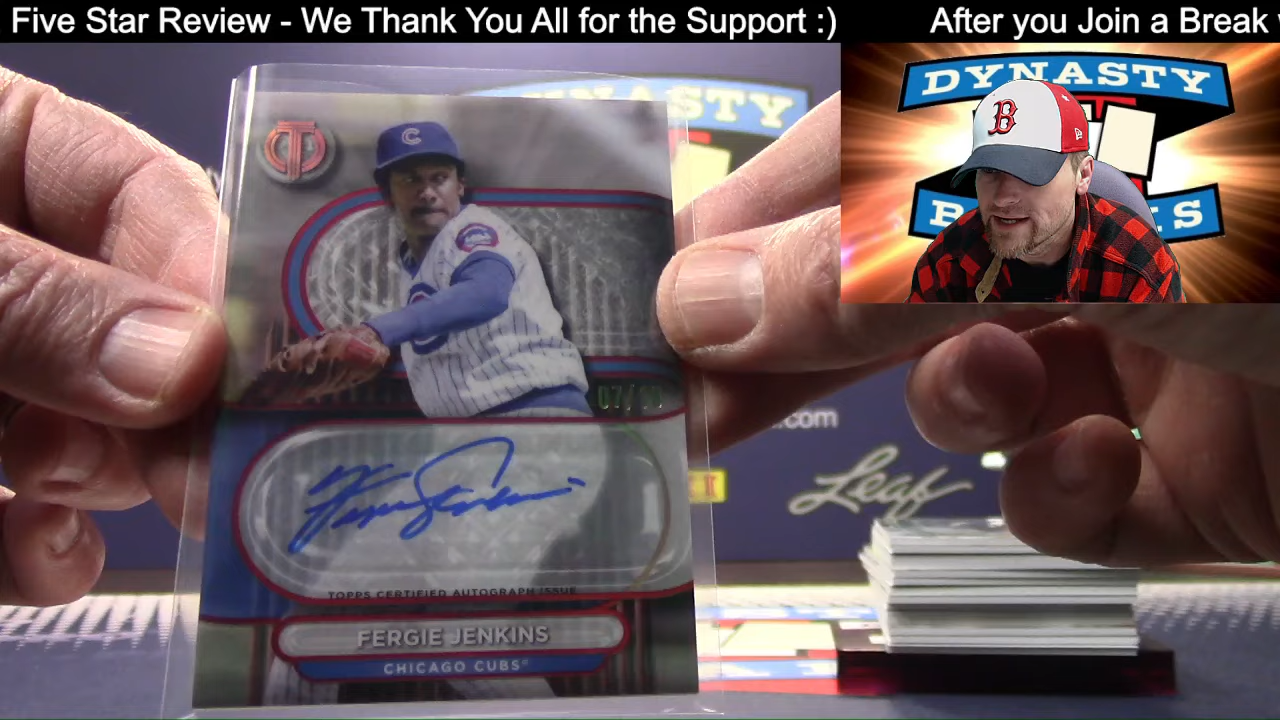 Five Star Review - We Thank You All for the Support :)
After you Join a Break
DYNASTY
B
S
DYNASTY
C
B
.com
Leaf
TOPPS CERTIFIED AUTOGRAPH ISSUE
FERGIE JENKINS
CHICAGO CUBS